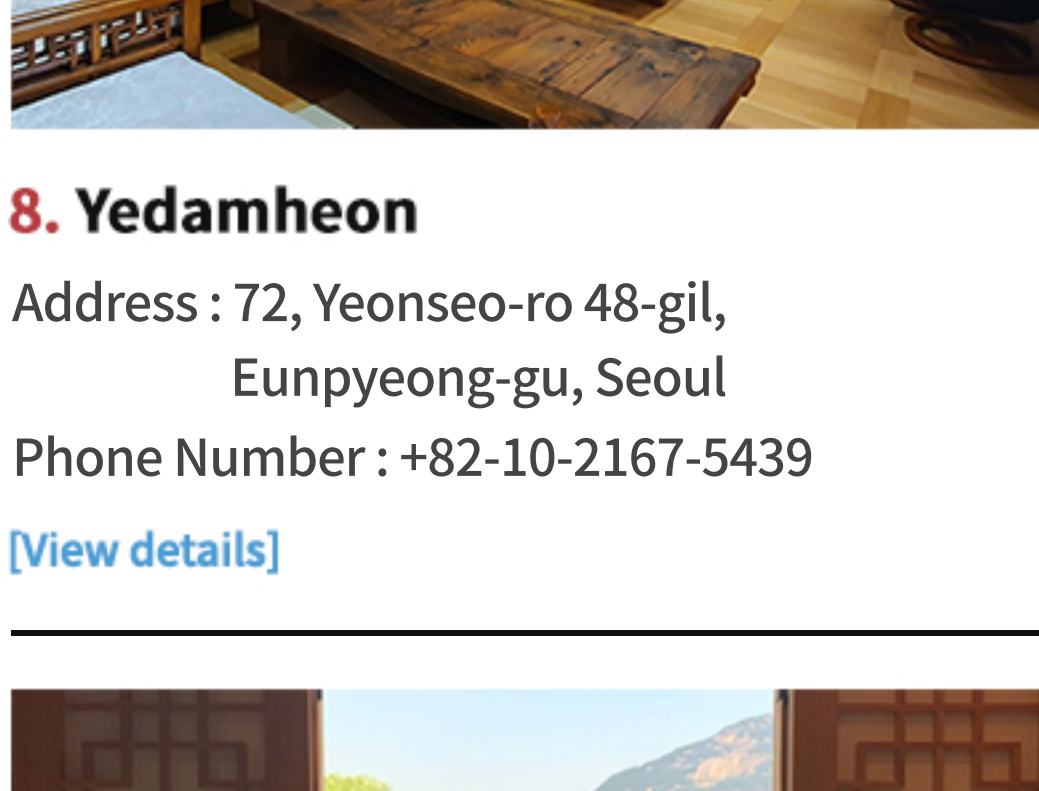 8. Yedamheon
Address : 72, Yeonseo-ro 48-gil,
Eunpyeong-gu, Seoul
Phone Number : +82-10-2167-5439
[View details]